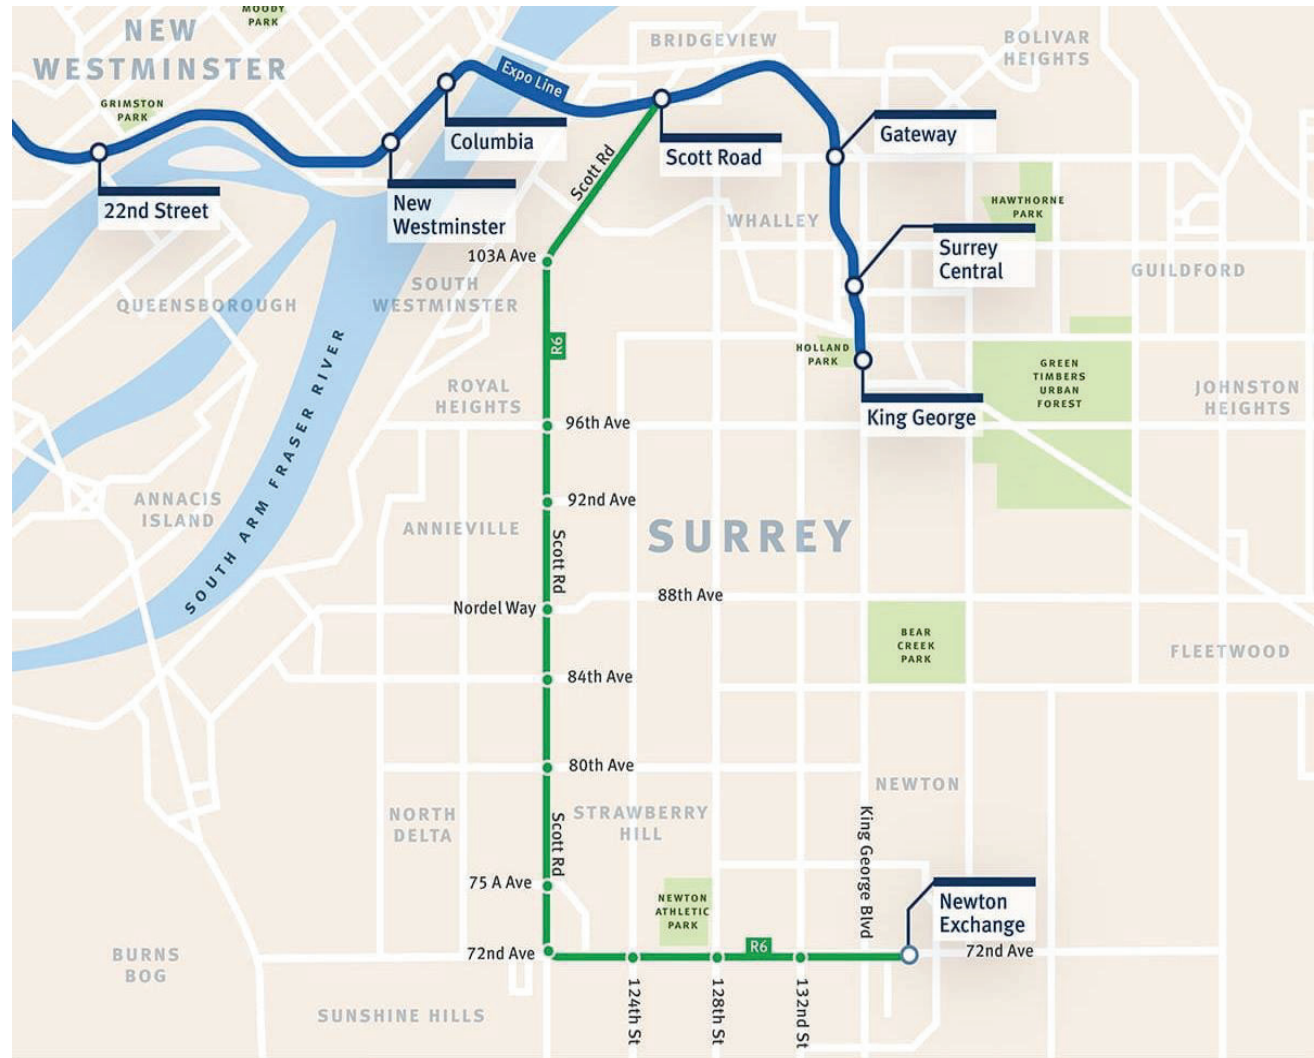 MOODY
PARK
NEW
WESTMINSTER
BRIDGEVIEW
BOLIVAR
HEIGHTS
Expo Line
GRIMSTON
PARK
Columbia
Scott Road
Gateway
22nd Street
New
Westminster
Scott Rd
HAWTHORNE
PARK
WHALLEY
Surrey
Central
103A Ave
GUILDFORD
QUEENSBOROUGH
SOUTH
WESTMINSTER
R6
HOLLAND
PARK
GREEN
TIMBERS
URBAN
FOREST
ROYAL
HEIGHTS
JOHNSTON
HEIGHTS
King George
96th Ave
SOUTH ARM FRASER RIVER
ANNACIS
ISLAND
92nd Ave
ANNIEVILLE
SURREY
Scott Rd
Nordel Way
88th Ave
BEAR
CREEK
PARK
FLEETWOOD
84th Ave
80th Ave
NEWTON
NORTH
DELTA
STRAWBERRY
HILL
Scott Rd
King George Blvd
75 A Ave
NEWTON
ATHLETIC
PARK
Newton
Exchange
72nd Ave
R6
72nd Ave
BURNS
BOG
124th St
128th St
132nd St
SUNSHINE HILLS